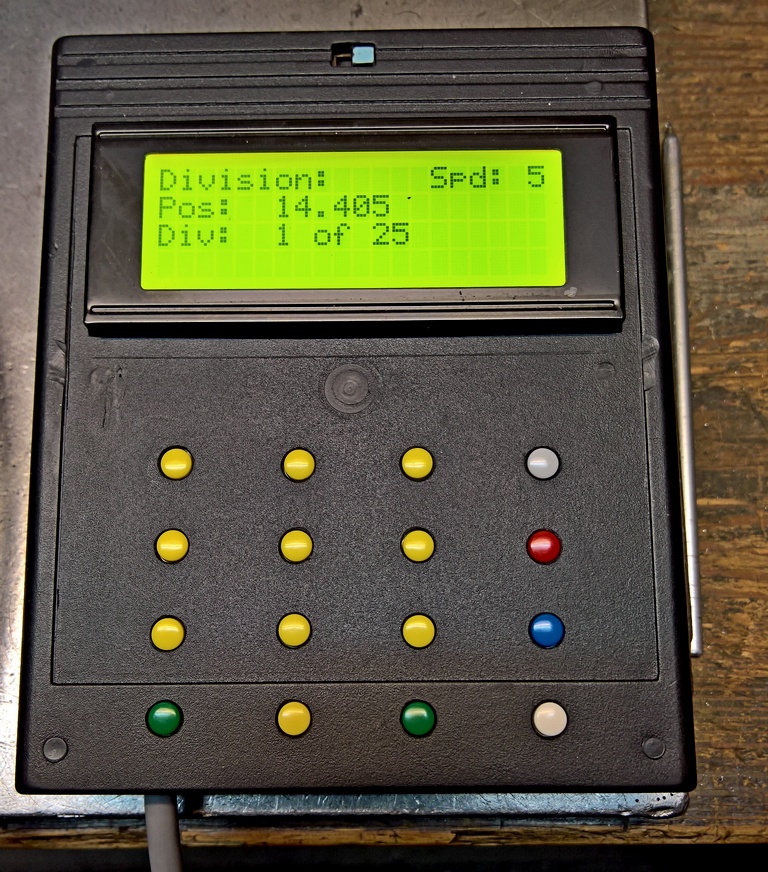 Division: Spd: 5
Pos: 14.405
Div: 1 of 25